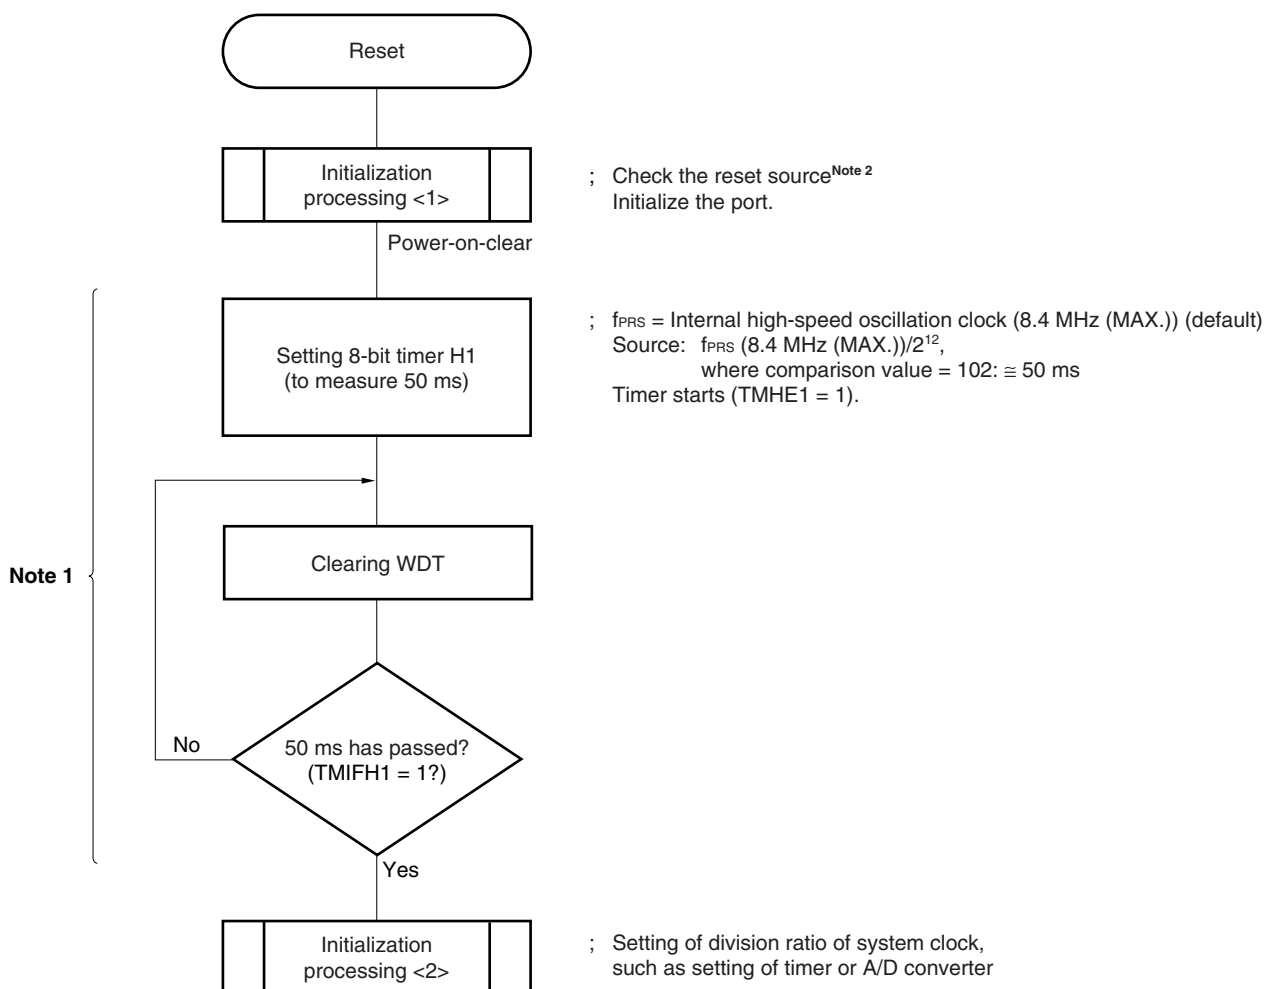 Reset
Initialization
processing <1>
; Check the reset source Note 2
Initialize the port.
Power-on-clear
Setting 8-bit timer H1
(to measure 50 ms)
; fPRS = Internal high-speed oscillation clock (8.4 MHz (MAX.)) (default)
Source: fPRS (8.4 MHz (MAX.))/2¹²,
where comparison value = 102: ≅ 50 ms
Timer starts (TMHE1 = 1).
Note 1
Clearing WDT
No
50 ms has passed?
(TMIFH1 = 1?)
Yes
Initialization
processing <2>
; Setting of division ratio of system clock,
such as setting of timer or A/D converter